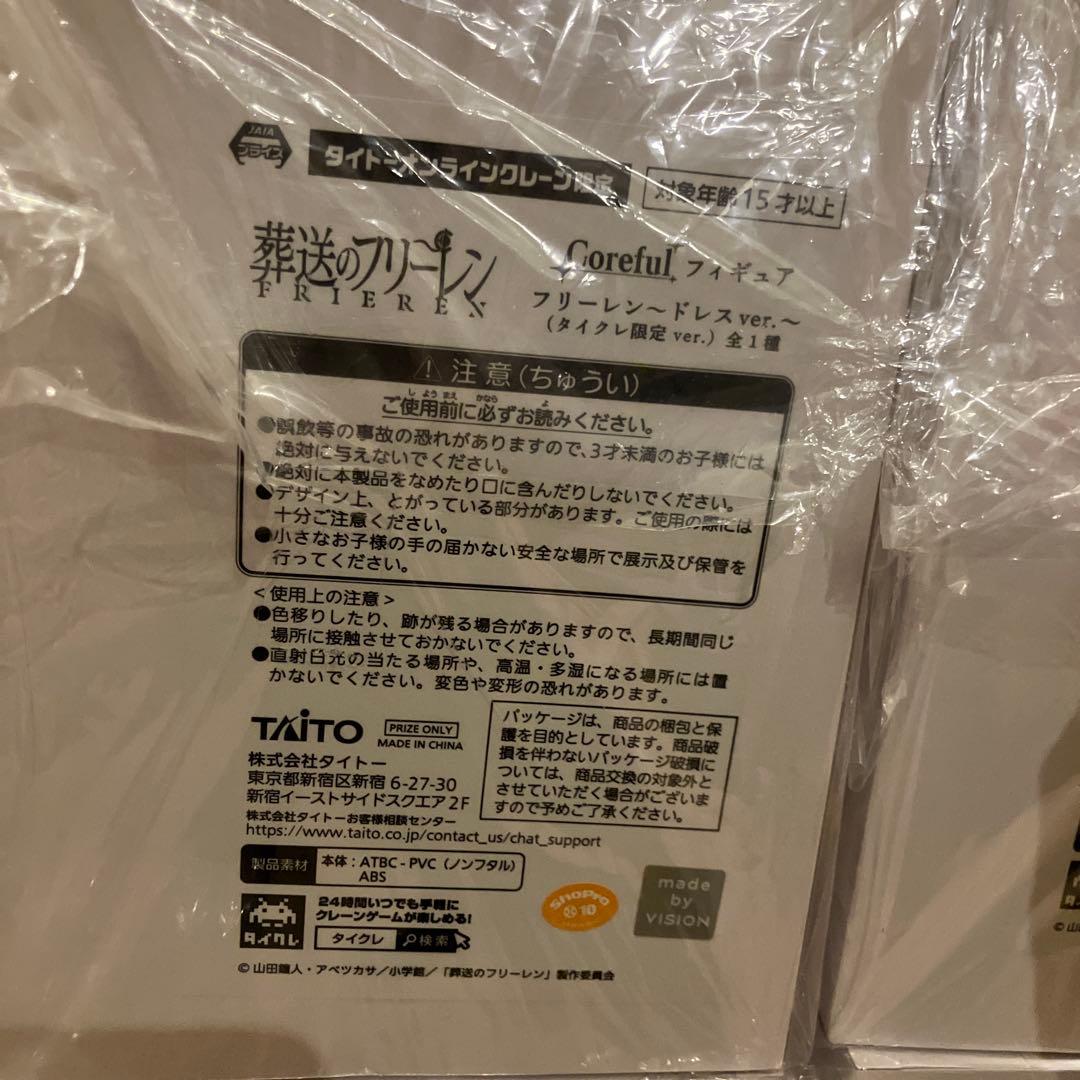 JAIA
プライズ
タイトーオンラインクレーン限定
対象年齢15才以上
葬送のフリーレン
FRIEREN
Coreful フィギュア
フリーレン～ドレスver.～
(タイクレ限定 ver.) 全1種
注意(ちゅうい)
ご使用前に必ずお読みください。
●誤飲等の事故の恐れがありますので、3才未満のお子様には
絶対に与えないでください。
●絶対に本製品をなめたり口に含んだりしないでください。
●デザイン上、とがっている部分があります。ご使用の際には
十分ご注意ください。
●小さなお子様の手の届かない安全な場所で展示及び保管を
行ってください。
<使用上の注意>
●色移りしたり、跡が残る場合がありますので、長期間同じ
場所に接触させておかないでください。
●直射日光の当たる場所や、高温・多湿になる場所には置
かないでください。変色や変形の恐れがあります。
TAITO
PRIZE ONLY
MADE IN CHINA
株式会社タイトー
東京都新宿区新宿 6-27-30
新宿イーストサイドスクエア 2F
株式会社タイトーお客様相談センター
https://www.taito.co.jp/contact_us/chat_support
パッケージは、商品の梱包と保
護を目的としています。商品破
損を伴わないパッケージ破損に
ついては、商品交換の対象外と
させていただく場合がございま
すので予めご了承ください。
製品素材
本体：ATBC-PVC（ノンフタル）
ABS
タイクレ
24時間いつでも手軽に
クレーンゲームが楽しめる!
タイクレ 検索
ShoPro
10
made
by
VISION
© 山田鐘人・アベツカサ／小学館／「葬送のフリーレン」製作委員会